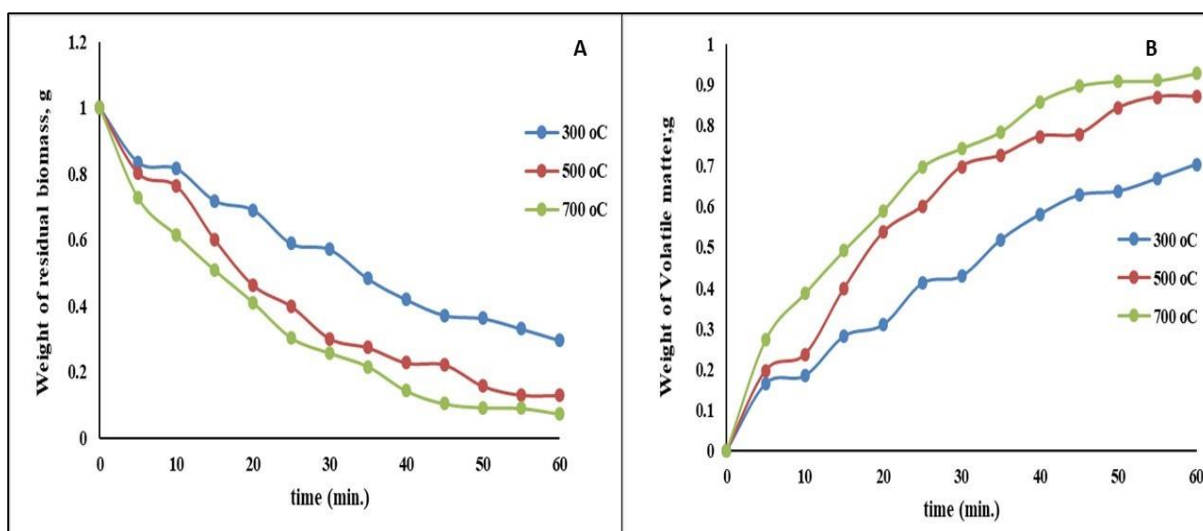 A
Weight of residual biomass, g
1.2
1
0.8
0.6
0.4
0.2
0
0 10 20 30 40 50 60
time (min.)
300 oC
500 oC
700 oC
B
Weight of Volatile matter,g
1
0.9
0.8
0.7
0.6
0.5
0.4
0.3
0.2
0.1
0
0 10 20 30 40 50 60
time (min.)
300 oC
500 oC
700 oC